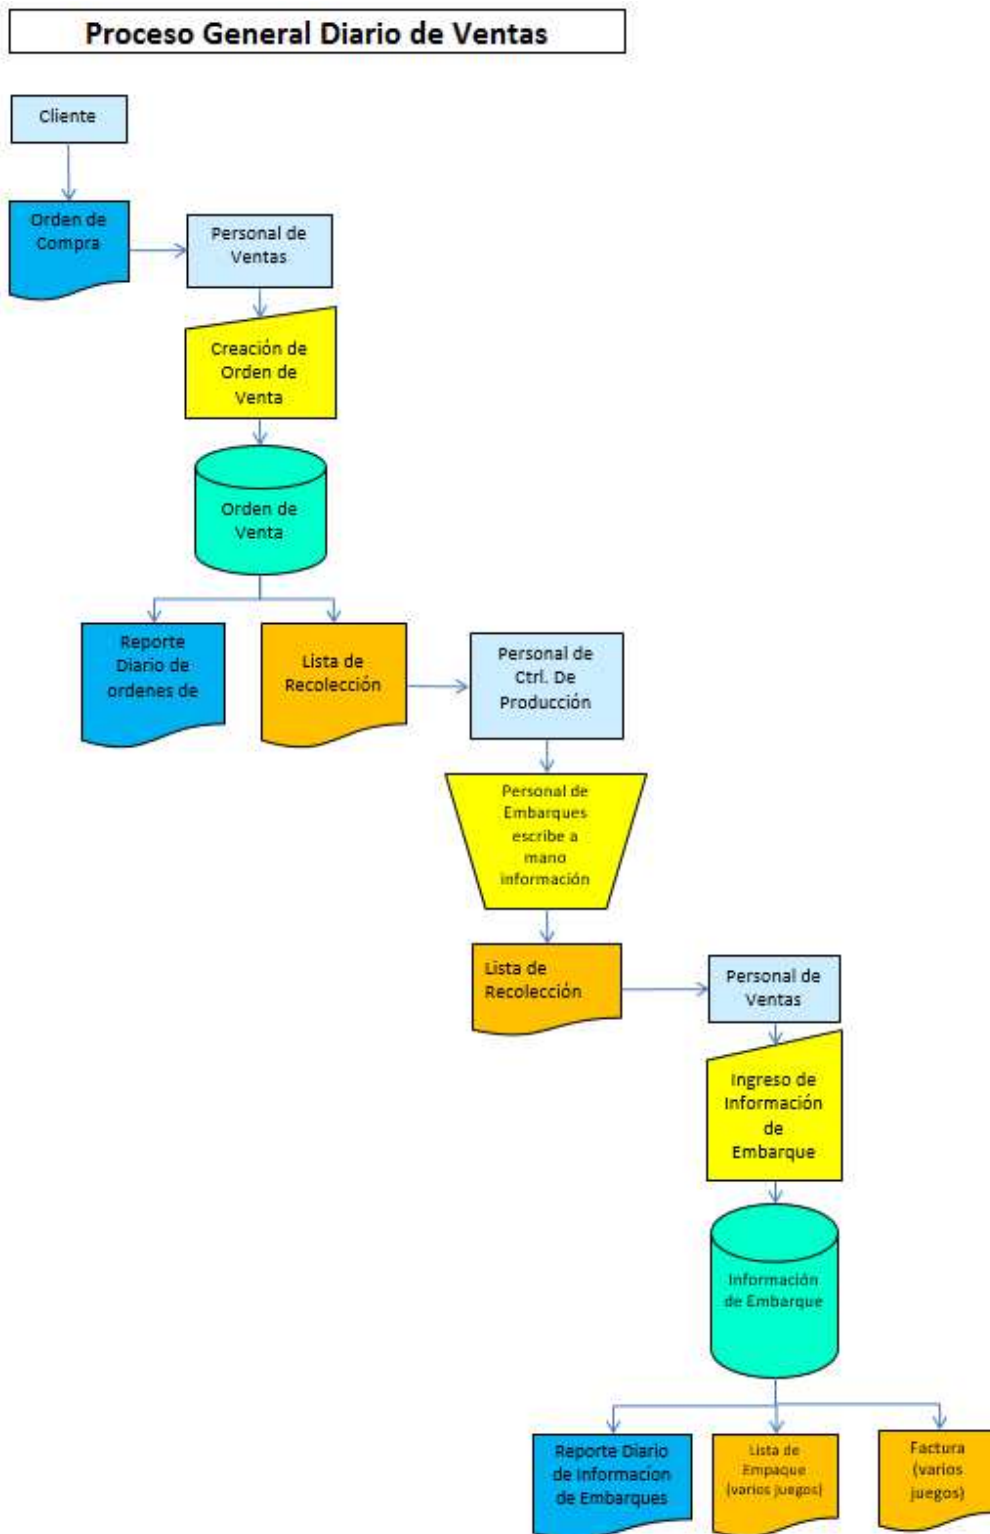 Proceso General Diario de Ventas
Cliente
Orden de
Compra
Personal de
Ventas
Creación de
Orden de
Venta
Orden de
Venta
Reporte
Diario de
ordenes de
Lista de
Recolección
Personal de
Ctrl. De
Producción
Personal de
Embarques
escribe a
mano
información
Lista de
Recolección
Personal de
Ventas
Ingreso de
Información
de
Embarque
Información
de Embarque
Reporte Diario
de Informacion
de Embarques
Lista de
Empaque
(varios juegos)
Factura
(varios
juegos)